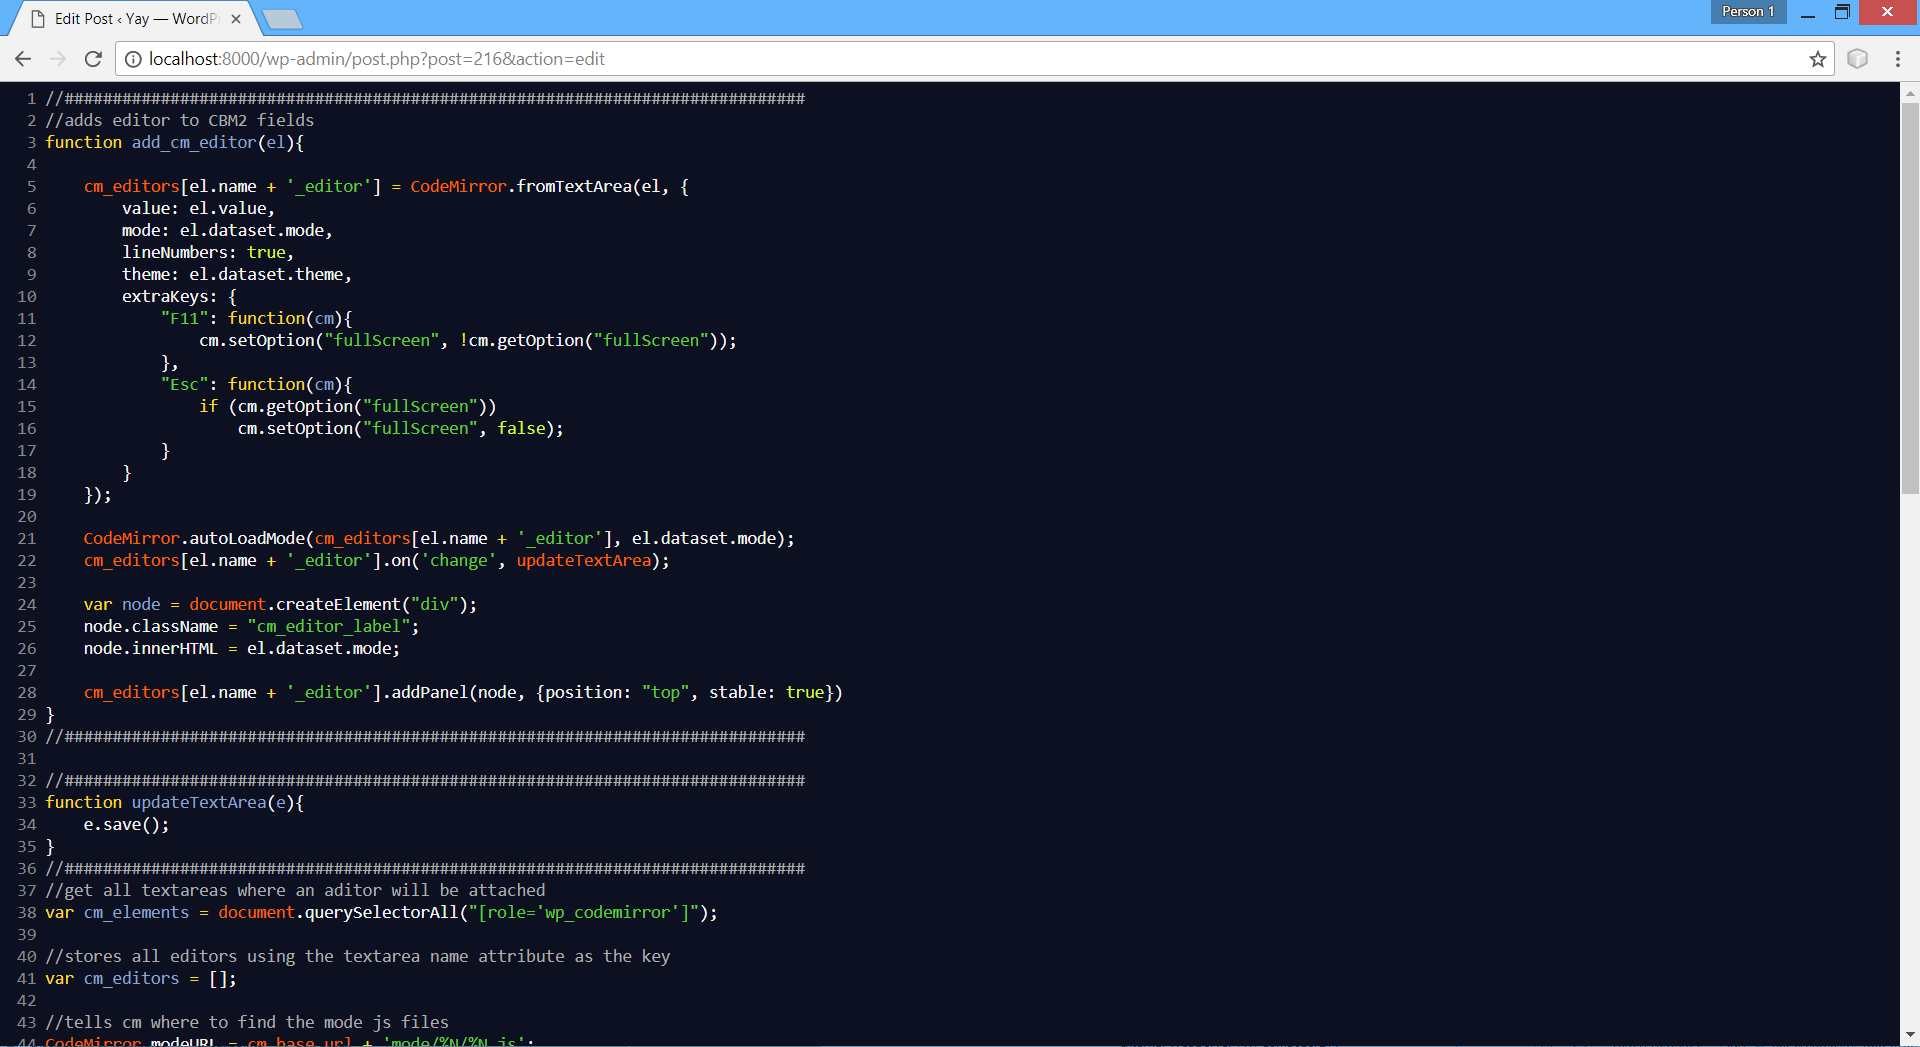 Edit Post ‹ Yay — WordP
Person 1
localhost:8000/wp-admin/post.php?post=216&action=edit
1 //#############################################################################
2 //adds editor to CBM2 fields
3 function add_cm_editor(el){
4
5     cm_editors[el.name + '_editor'] = CodeMirror.fromTextArea(el, {
6         value: el.value,
7         mode: el.dataset.mode,
8         lineNumbers: true,
9         theme: el.dataset.theme,
10         extraKeys: {
11             "F11": function(cm){
12                 cm.setOption("fullScreen", !cm.getOption("fullScreen"));
13             },
14             "Esc": function(cm){
15                 if (cm.getOption("fullScreen"))
16                     cm.setOption("fullScreen", false);
17             }
18         }
19     });
20
21     CodeMirror.autoLoadMode(cm_editors[el.name + '_editor'], el.dataset.mode);
22     cm_editors[el.name + '_editor'].on('change', updateTextArea);
23
24     var node = document.createElement("div");
25     node.className = "cm_editor_label";
26     node.innerHTML = el.dataset.mode;
27
28     cm_editors[el.name + '_editor'].addPanel(node, {position: "top", stable: true})
29 }
30 //#############################################################################
31
32 //#############################################################################
33 function updateTextArea(e){
34     e.save();
35 }
36 //#############################################################################
37 //get all textareas where an aditor will be attached
38 var cm_elements = document.querySelectorAll("[role='wp_codemirror']");
39
40 //stores all editors using the textarea name attribute as the key
41 var cm_editors = [];
42
43 //tells cm where to find the mode js files
44 CodeMirror.modeURL = cm_base_url + 'mode/%N/%N.js';